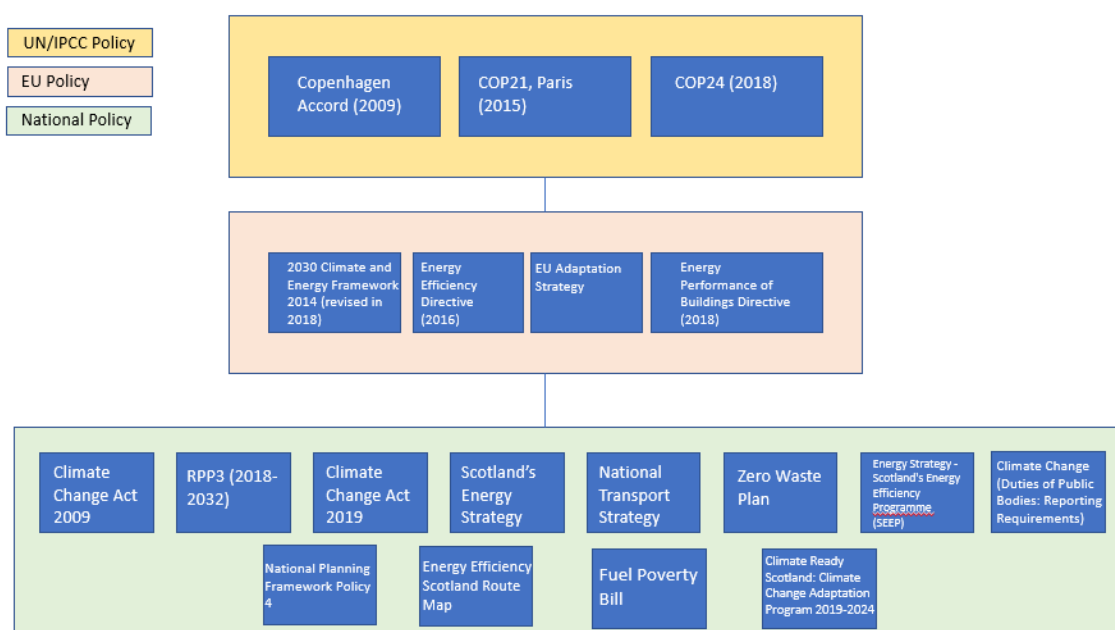 UN/IPCC Policy
EU Policy
National Policy
Copenhagen
Accord (2009)
COP21, Paris
(2015)
COP24 (2018)
2030 Climate and
Energy Framework
2014 (revised in
2018)
Energy
Efficiency
Directive
(2016)
EU Adaptation
Strategy
Energy
Performance of
Buildings Directive
(2018)
Climate
Change Act
2009
RPP3 (2018-
2032)
Climate
Change Act
2019
Scotland's
Energy
Strategy
National
Transport
Strategy
Zero Waste
Plan
Energy Strategy -
Scotland's Energy
Efficiency
Programme
(SEEP)
Climate Change
(Duties of Public
Bodies: Reporting
Requirements)
National Planning
Framework Policy
4
Energy Efficiency
Scotland Route
Map
Fuel Poverty
Bill
Climate Ready
Scotland: Climate
Change Adaptation
Program 2019-2024